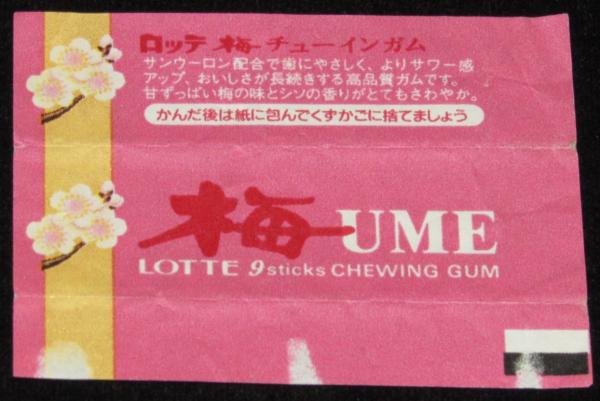 ロッテ 梅 チューインガム
サンウーロン配合で歯にやさしく、よりサワー感
アップ、おいしさが長続きする高品質ガムです。
甘ずっぱい梅の味とシソの香りがとてもさわやか。
かんだ後は紙に包んでくずかごに捨てましょう
梅 UME
LOTTE 9sticks CHEWING GUM